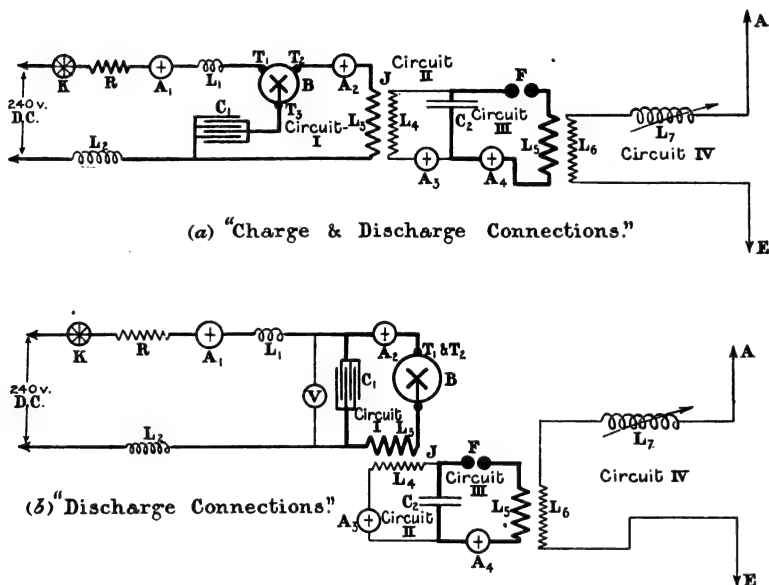 A
Circuit
II
T₁ T₂
J
F
K R A₁ L₁ B A₂
240 v.
D.C.
C₁ T₃
Circuit
I
L₃ L₄ C₂ Circuit
III
L₅ L₆ L₇
Circuit IV
L₂ A₃ A₄
E
(a) "Charge & Discharge Connections."
A
K R A₁ L₁ A₂ T₁ & T₂
240 v.
D.C.
V C₁ B
Circuit
I L₃
L₂ J F L₇
L₄ Circuit
III
Circuit IV
(b) "Discharge Connections." A₃ Circuit
II
C₂ L₅ L₆
A₄
E